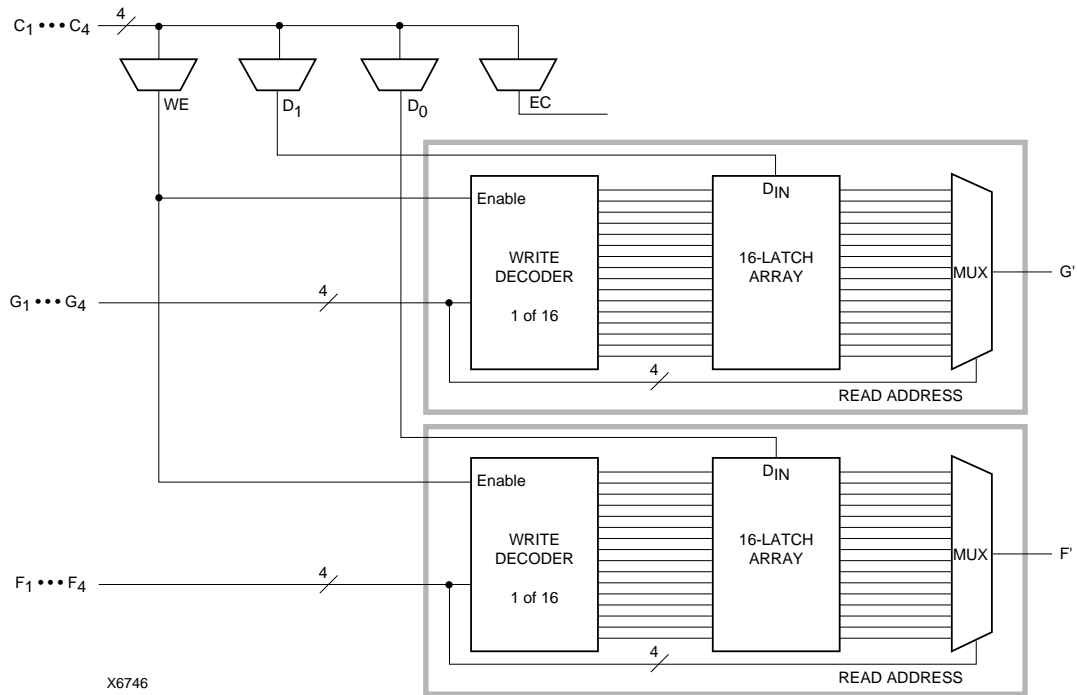 C1 ••• C4
4
WE
D1
D0
EC
Enable
WRITE
DECODER
1 of 16
DIN
16-LATCH
ARRAY
MUX
G'
G1 ••• G4
4
4
READ ADDRESS
Enable
WRITE
DECODER
1 of 16
DIN
16-LATCH
ARRAY
MUX
F'
F1 ••• F4
4
4
READ ADDRESS
X6746